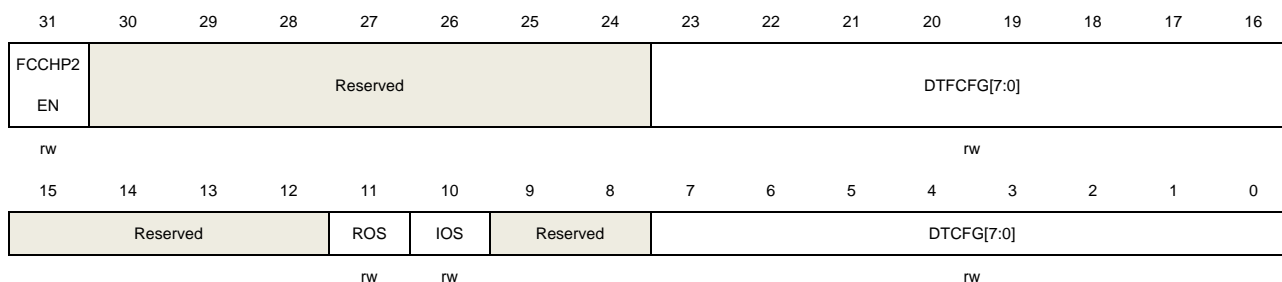 31 30 29 28 27 26 25 24 23 22 21 20 19 18 17 16
FCCHP2
EN
Reserved DTFCFG[7:0]
rw rw
15 14 13 12 11 10 9 8 7 6 5 4 3 2 1 0
Reserved ROS IOS Reserved DTCFG[7:0]
rw rw rw